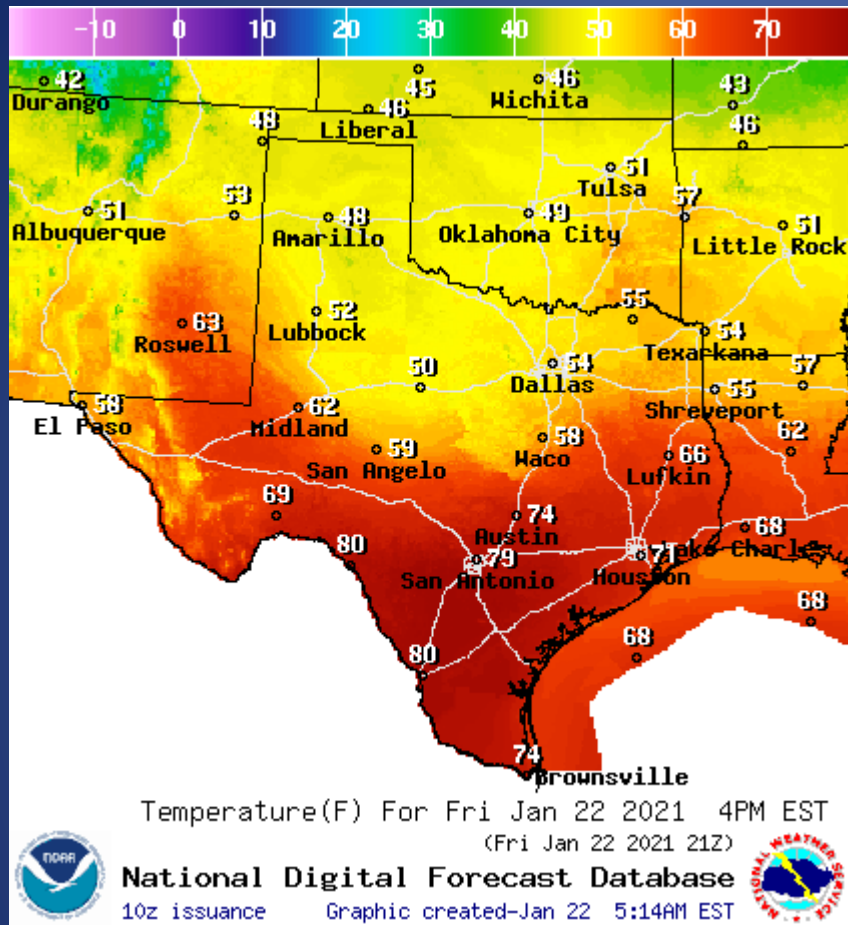 -10 0 10 20 30 40 50 60 70
42
Durango
45
46
Wichita
43
46
Liberal
48
46
51
Tulsa
51
Albuquerque
53
48
Amarillo
49
Oklahoma City
57
51
Little Rock
63
Roswell
52
Lubbock
55
54
Texarkana
50
54
Dallas
55
Shreveport
57
58
El Paso
62
Midland
59
San Angelo
58
Waco
66
Lufkin
62
69
74
Austin
80
79
San Antonio
71
Houston
68
Lake Charles
68
68
80
74
Brownsville
Temperature(F) For Fri Jan 22 2021 4PM EST
(Fri Jan 22 2021 21Z)
National Digital Forecast Database
10z issuance Graphic created-Jan 22 5:14AM EST
NOAA
NATIONAL WEATHER SERVICE